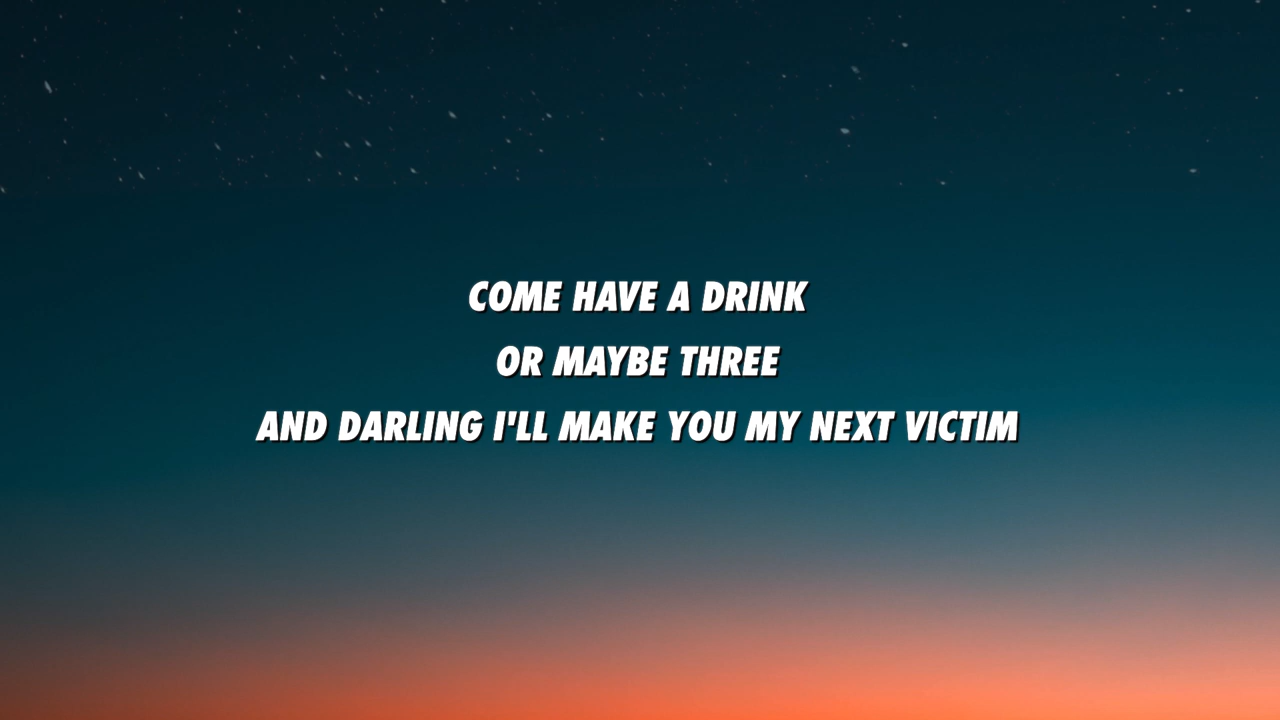 COME HAVE A DRINK
OR MAYBE THREE
AND DARLING I'LL MAKE YOU MY NEXT VICTIM